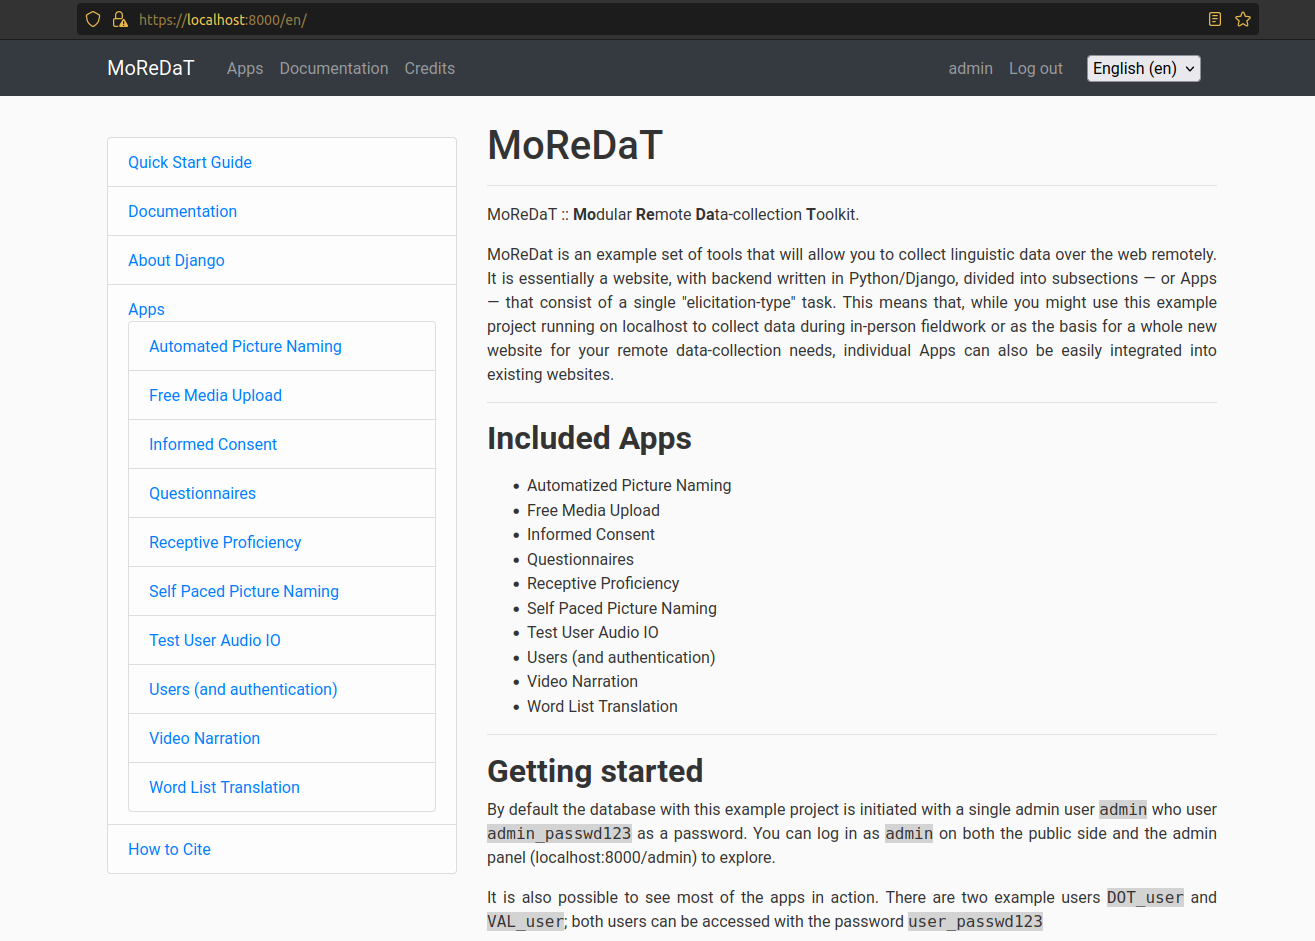 https://localhost:8000/en/
MoReDaT Apps Documentation Credits admin Log out English (en)
Quick Start Guide
Documentation
About Django
Apps
Automated Picture Naming
Free Media Upload
Informed Consent
Questionnaires
Receptive Proficiency
Self Paced Picture Naming
Test User Audio IO
Users (and authentication)
Video Narration
Word List Translation
How to Cite
MoReDaT
MoReDaT :: Modular Remote Data-collection Toolkit.
MoReDat is an example set of tools that will allow you to collect linguistic data over the web remotely.
It is essentially a website, with backend written in Python/Django, divided into subsections — or Apps
— that consist of a single "elicitation-type" task. This means that, while you might use this example
project running on localhost to collect data during in-person fieldwork or as the basis for a whole new
website for your remote data-collection needs, individual Apps can also be easily integrated into
existing websites.
Included Apps
• Automatized Picture Naming
• Free Media Upload
• Informed Consent
• Questionnaires
• Receptive Proficiency
• Self Paced Picture Naming
• Test User Audio IO
• Users (and authentication)
• Video Narration
• Word List Translation
Getting started
By default the database with this example project is initiated with a single admin user admin who user
admin_passwd123 as a password. You can log in as admin on both the public side and the admin
panel (localhost:8000/admin) to explore.
It is also possible to see most of the apps in action. There are two example users DOT_user and
VAL_user; both users can be accessed with the password user_passwd123